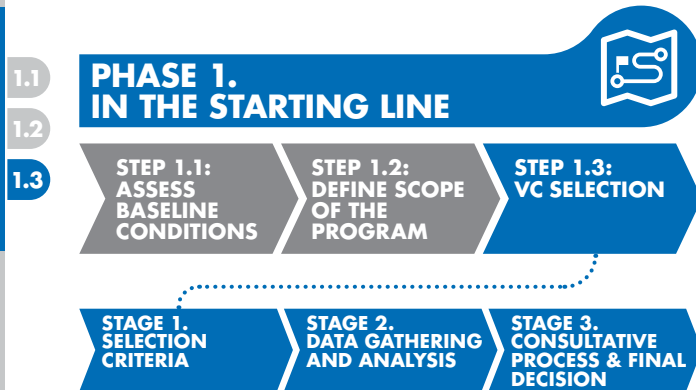 1.1
1.2
1.3
PHASE 1.
IN THE STARTING LINE
STEP 1.1:
ASSESS
BASELINE
CONDITIONS
STEP 1.2:
DEFINE SCOPE
OF THE
PROGRAM
STEP 1.3:
VC SELECTION
STAGE 1.
SELECTION
CRITERIA
STAGE 2.
DATA GATHERING
AND ANALYSIS
STAGE 3.
CONSULTATIVE
PROCESS & FINAL
DECISION